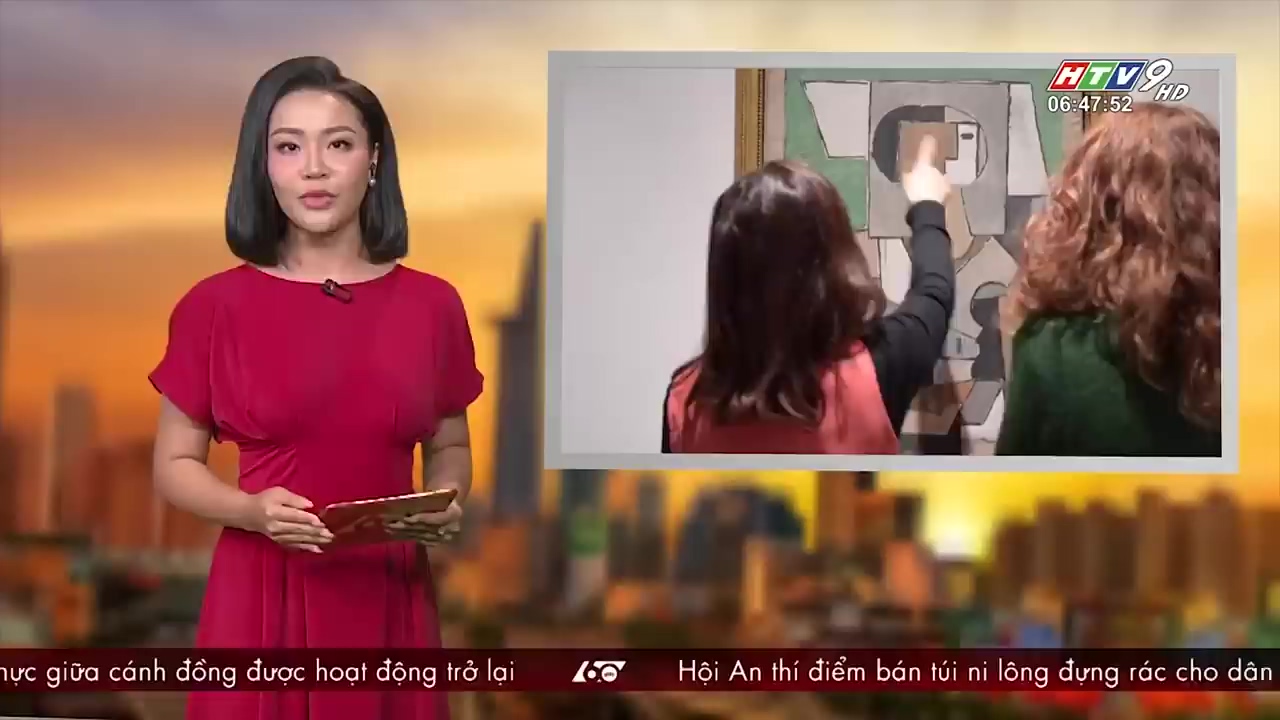 HTV9
HD
06:47:52
giữa cánh đồng được hoạt động trở lại
60
Hội An thí điểm bán túi ni lông đựng rác cho dân